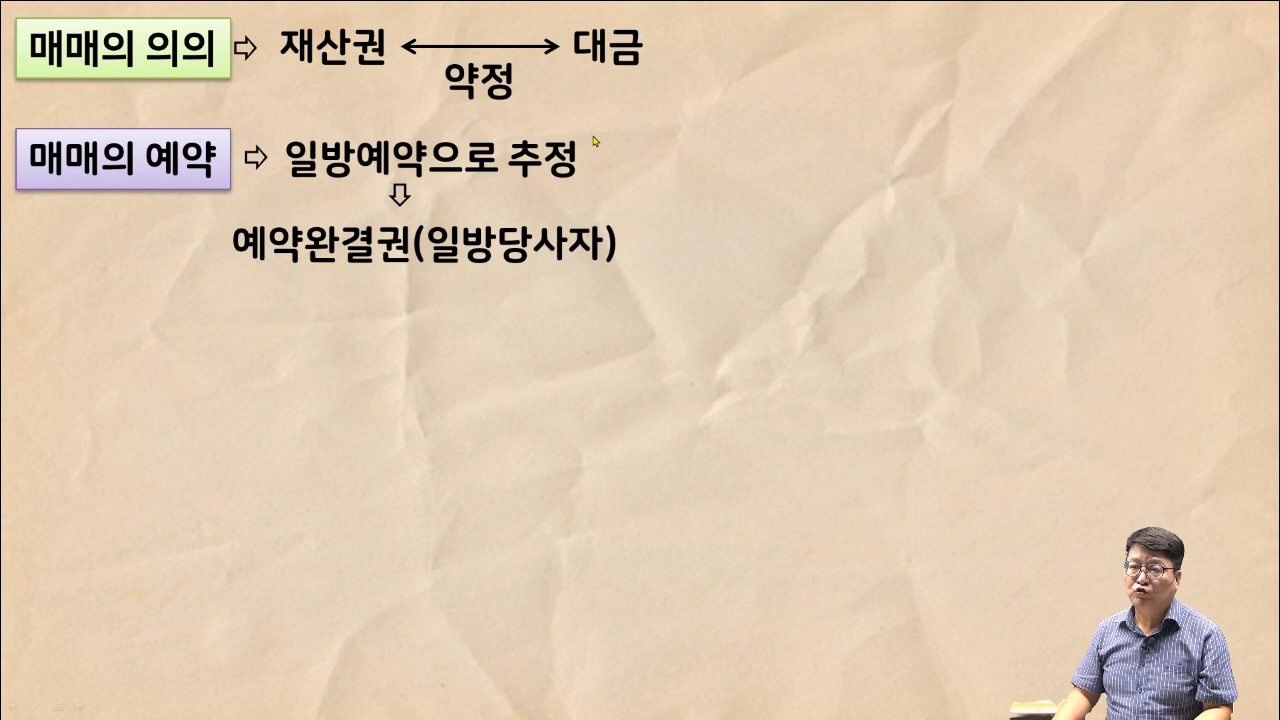 매매의 의의 ⇨ 재산권 ↔ 대금
약정
매매의 예약 ⇨ 일방예약으로 추정
⇩
예약완결권(일방당사자)